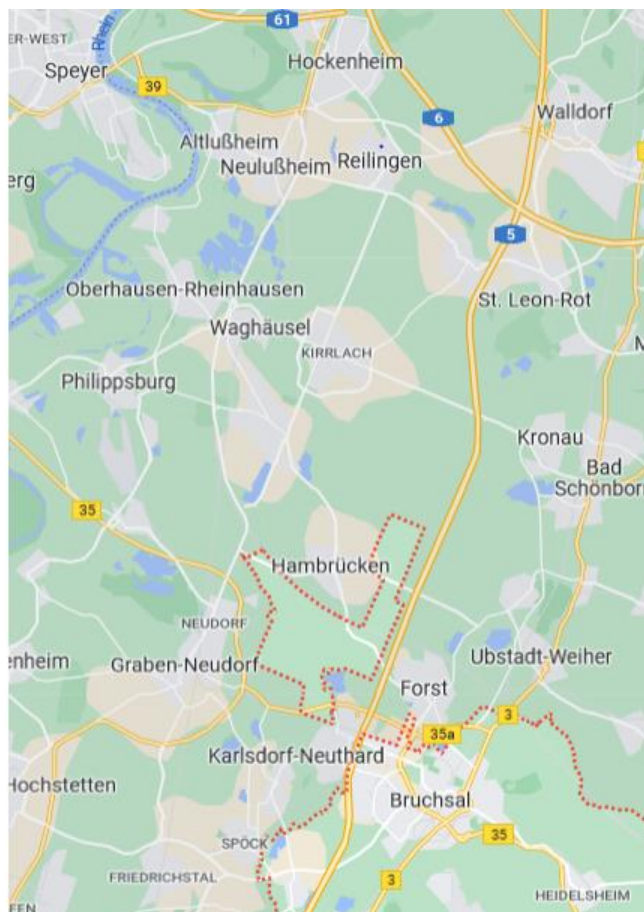 61
ER-WEST
Rhein
Speyer
Hockenheim
39
6
Walldorf
Altlußheim
Neulußheim
Reilingen
erg
5
Oberhausen-Rheinhausen
St. Leon-Rot
Waghäusel
KIRRLACH
M
Philippsburg
Kronau
Bad
Schönborn
35
Hambrücken
NEUDORF
enheim
Graben-Neudorf
Ubstadt-Weiher
Forst
3
35a
Karlsdorf-Neuthard
Hochstetten
Bruchsal
35
SPÖCK
FRIEDRICHSTAL
3
HEIDELSHEIM
FEN